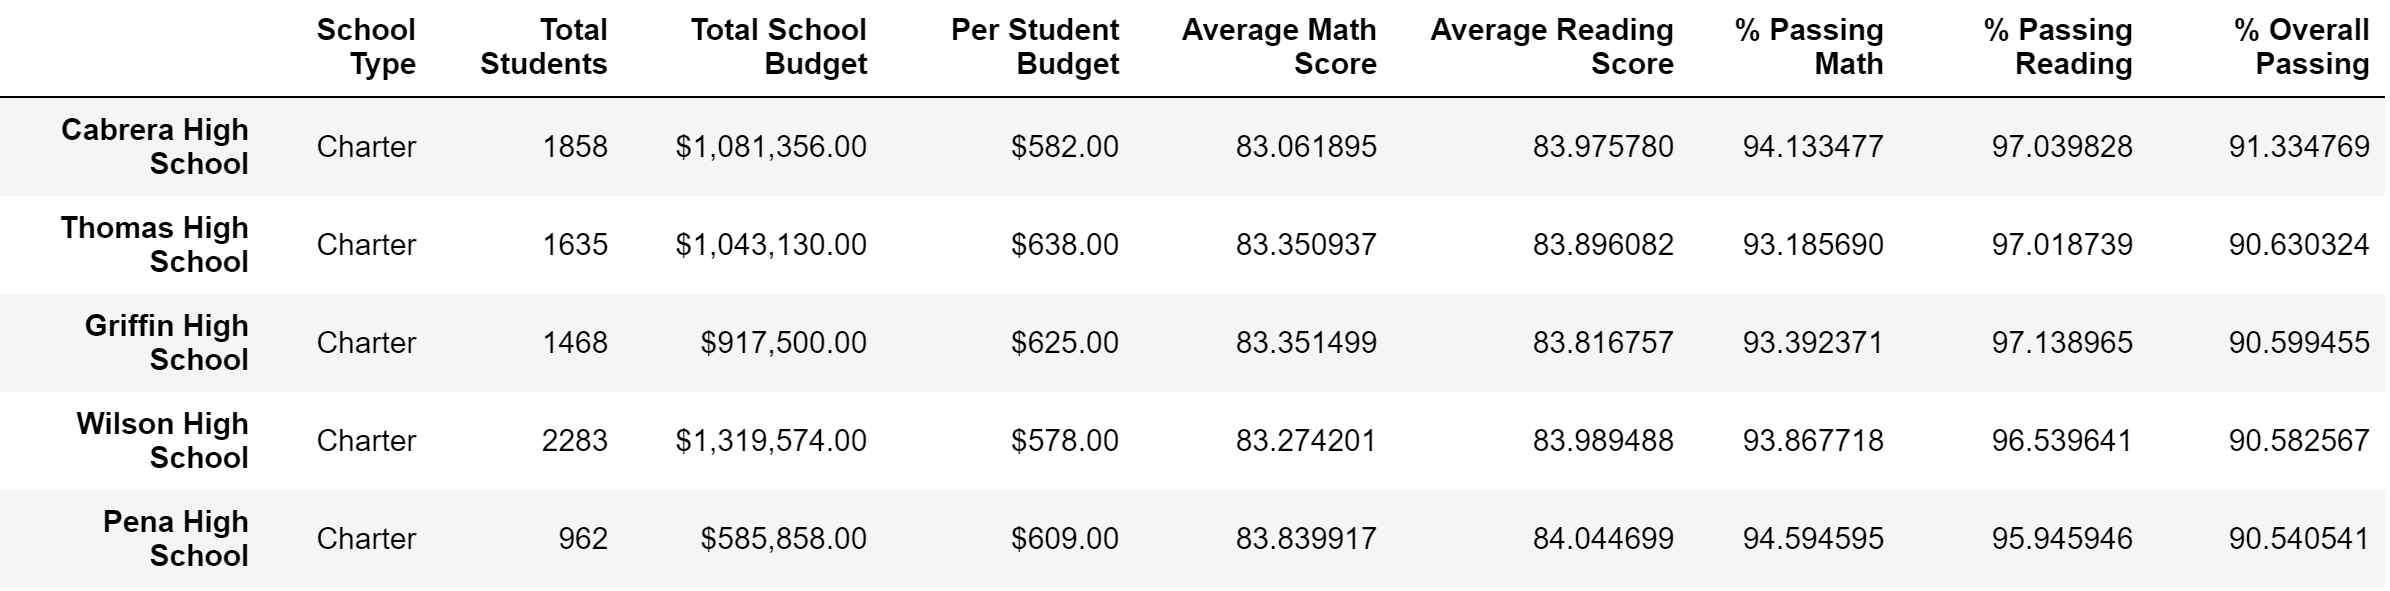 School Total Total School Per Student Average Math Average Reading % Passing % Passing % Overall
Type Students Budget Budget Score Score Math Reading Passing
Cabrera High
School Charter 1858 $1,081,356.00 $582.00 83.061895 83.975780 94.133477 97.039828 91.334769
Thomas High
School Charter 1635 $1,043,130.00 $638.00 83.350937 83.896082 93.185690 97.018739 90.630324
Griffin High
School Charter 1468 $917,500.00 $625.00 83.351499 83.816757 93.392371 97.138965 90.599455
Wilson High
School Charter 2283 $1,319,574.00 $578.00 83.274201 83.989488 93.867718 96.539641 90.582567
Pena High
School Charter 962 $585,858.00 $609.00 83.839917 84.044699 94.594595 95.945946 90.540541